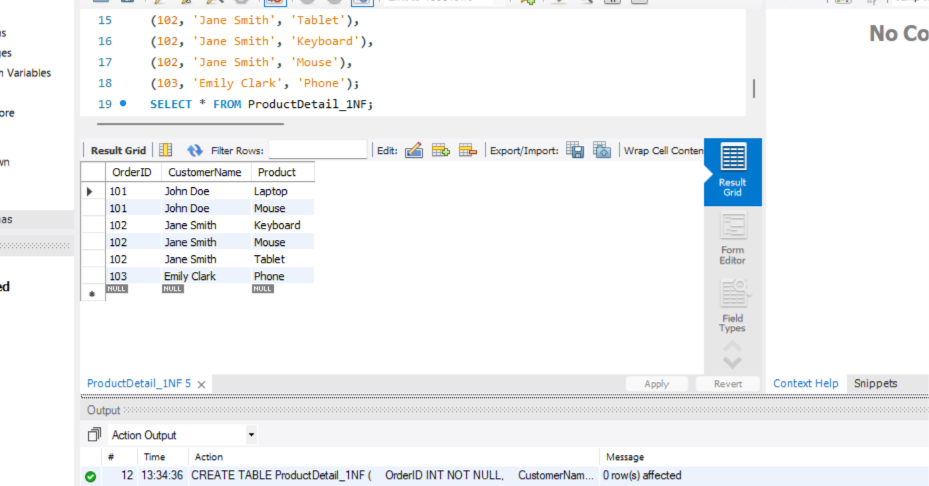 15 (102, 'Jane Smith', 'Tablet'),
16 (102, 'Jane Smith', 'Keyboard'),
17 (102, 'Jane Smith', 'Mouse'),
18 (103, 'Emily Clark', 'Phone');
19 SELECT * FROM ProductDetail_1NF;
No Co
n Variables
Result Grid Filter Rows: Edit: Export/Import: Wrap Cell Conten
OrderID CustomerName Product
101 John Doe Laptop
101 John Doe Mouse
102 Jane Smith Keyboard
102 Jane Smith Mouse
102 Jane Smith Tablet
103 Emily Clark Phone
NULL NULL NULL
Result
Grid
Form
Editor
Field
Types
ProductDetail_1NF 5
Apply Revert
Context Help Snippets
Output
Action Output
# Time Action Message
12 13:34:36 CREATE TABLE ProductDetail_1NF ( OrderID INT NOT NULL, CustomerNam... 0 row(s) affected